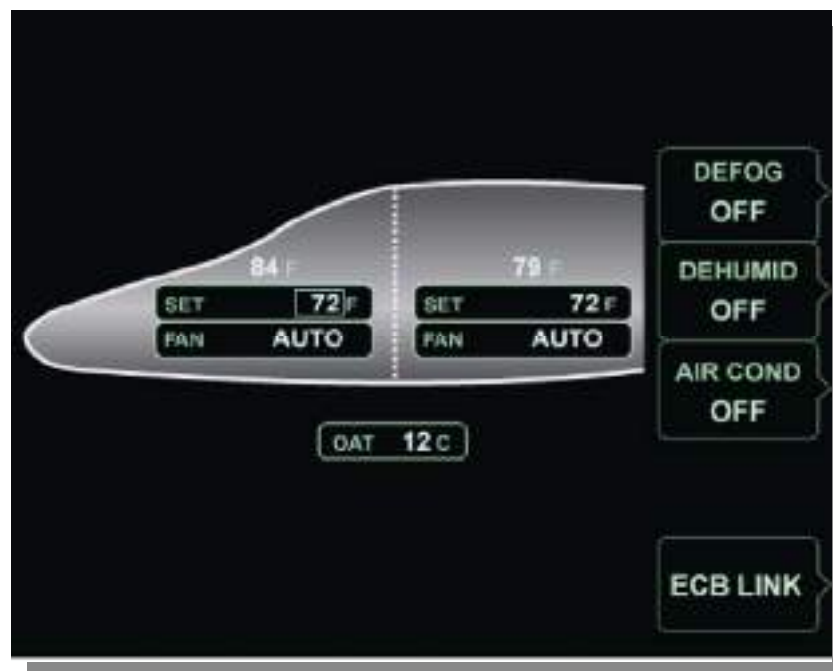 DEFOG
OFF
84 F
79 F
DEHUMID
OFF
SET 72 F
SET 72 F
FAN AUTO
FAN AUTO
AIR COND
OFF
OAT 12 C
ECB LINK